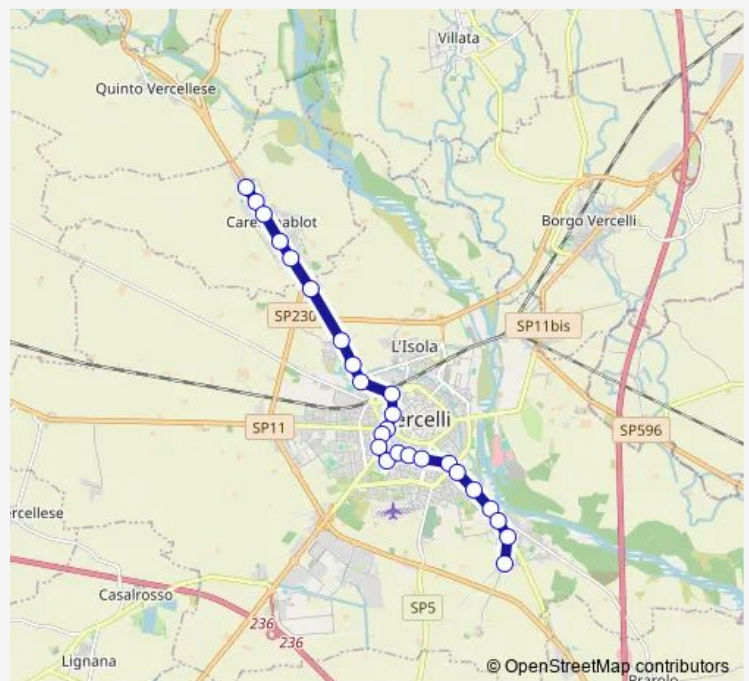 Villata
Quinto Vercellese
Borgo Vercelli
SP230
SP11bis
L'Isola
SP11
ercelli
SP596
ercellese
Casalrosso
SP5
236
236
Lignana
© OpenStreetMap contributors